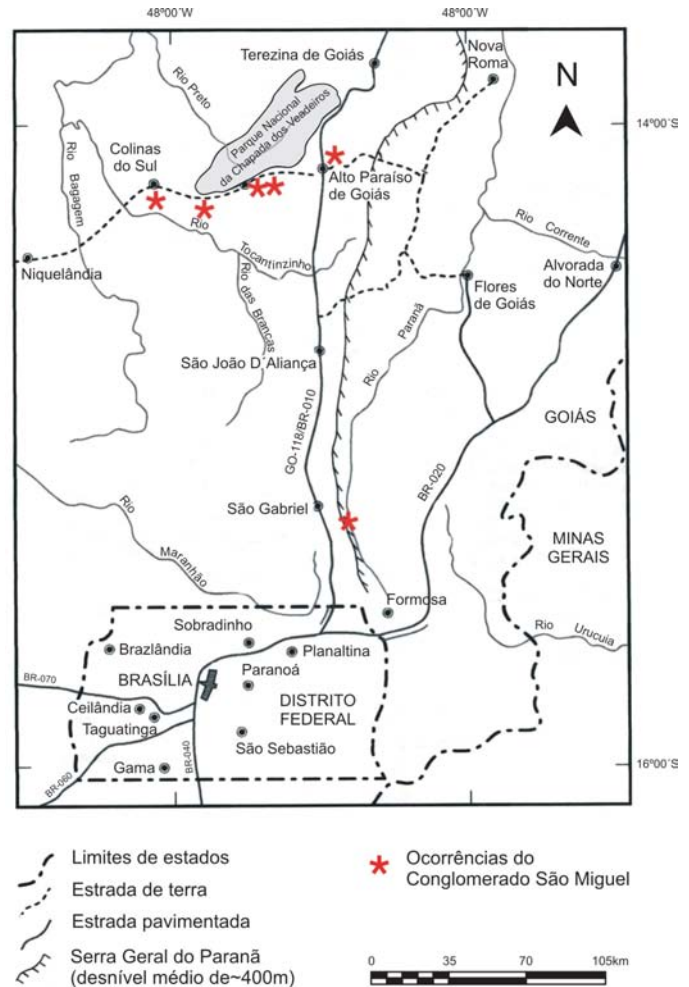 48°00´W
48°00´W
Terezina de Goiás
Nova
Roma
Rio Preto
N
Parque Nacional
da Chapada dos Veadeiros
14°00´S
Colinas
do Sul
Alto Paraíso
de Goiás
Rio Bagagem
Rio
Tocantinzinho
Rio Corrente
Niquelândia
Rio das Brancas
Flores
de Goiás
Alvorada
do Norte
Rio Paranã
São João D´Aliança
GO-118/BR-010
GOIÁS
BR-020
São Gabriel
MINAS
GERAIS
Rio
Maranhão
Formosa
Sobradinho
Rio Urucuia
Brazlândia
Planaltina
BR-070
BRASÍLIA
Paranoá
Ceilândia
DISTRITO
FEDERAL
Taguatinga
São Sebastião
BR-060
Gama
BR-040
16°00´S
Limites de estados
Estrada de terra
Estrada pavimentada
Serra Geral do Paranã
(desnível médio de~400m)
Ocorrências do
Conglomerado São Miguel
0 35 70 105km